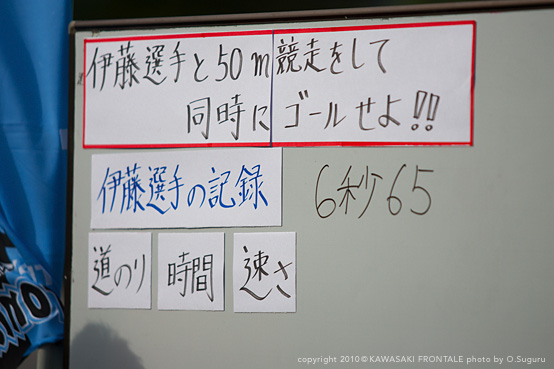 伊藤選手と50m競走をして
同時にゴールせよ!!
伊藤選手の記録 6秒65
道のり 時間 速さ
copyright 2010©KAWASAKI FRONTALE photo by O.Suguru